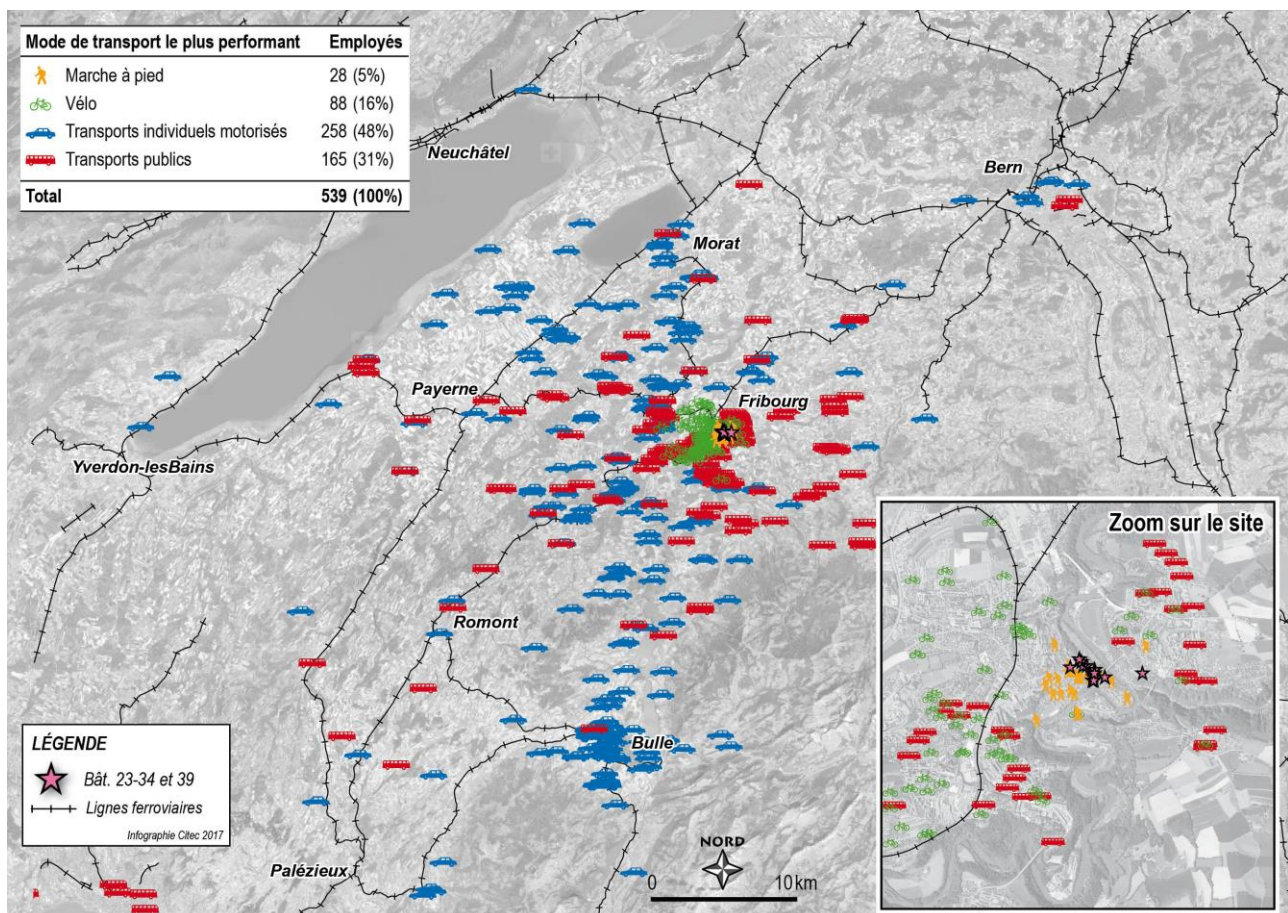 Mode de transport le plus performant Employés
Marche à pied 28 (5%)
Vélo 88 (16%)
Transports individuels motorisés 258 (48%)
Transports publics 165 (31%)
Total 539 (100%)
Neuchâtel
Bern
Morat
Payerne
Fribourg
Yverdon-lesBains
Romont
Bulle
Palézieux
Zoom sur le site
LÉGENDE
Bât. 23-34 et 39
Lignes ferroviaires
Infographie Citec 2017
NORD
0 10 km